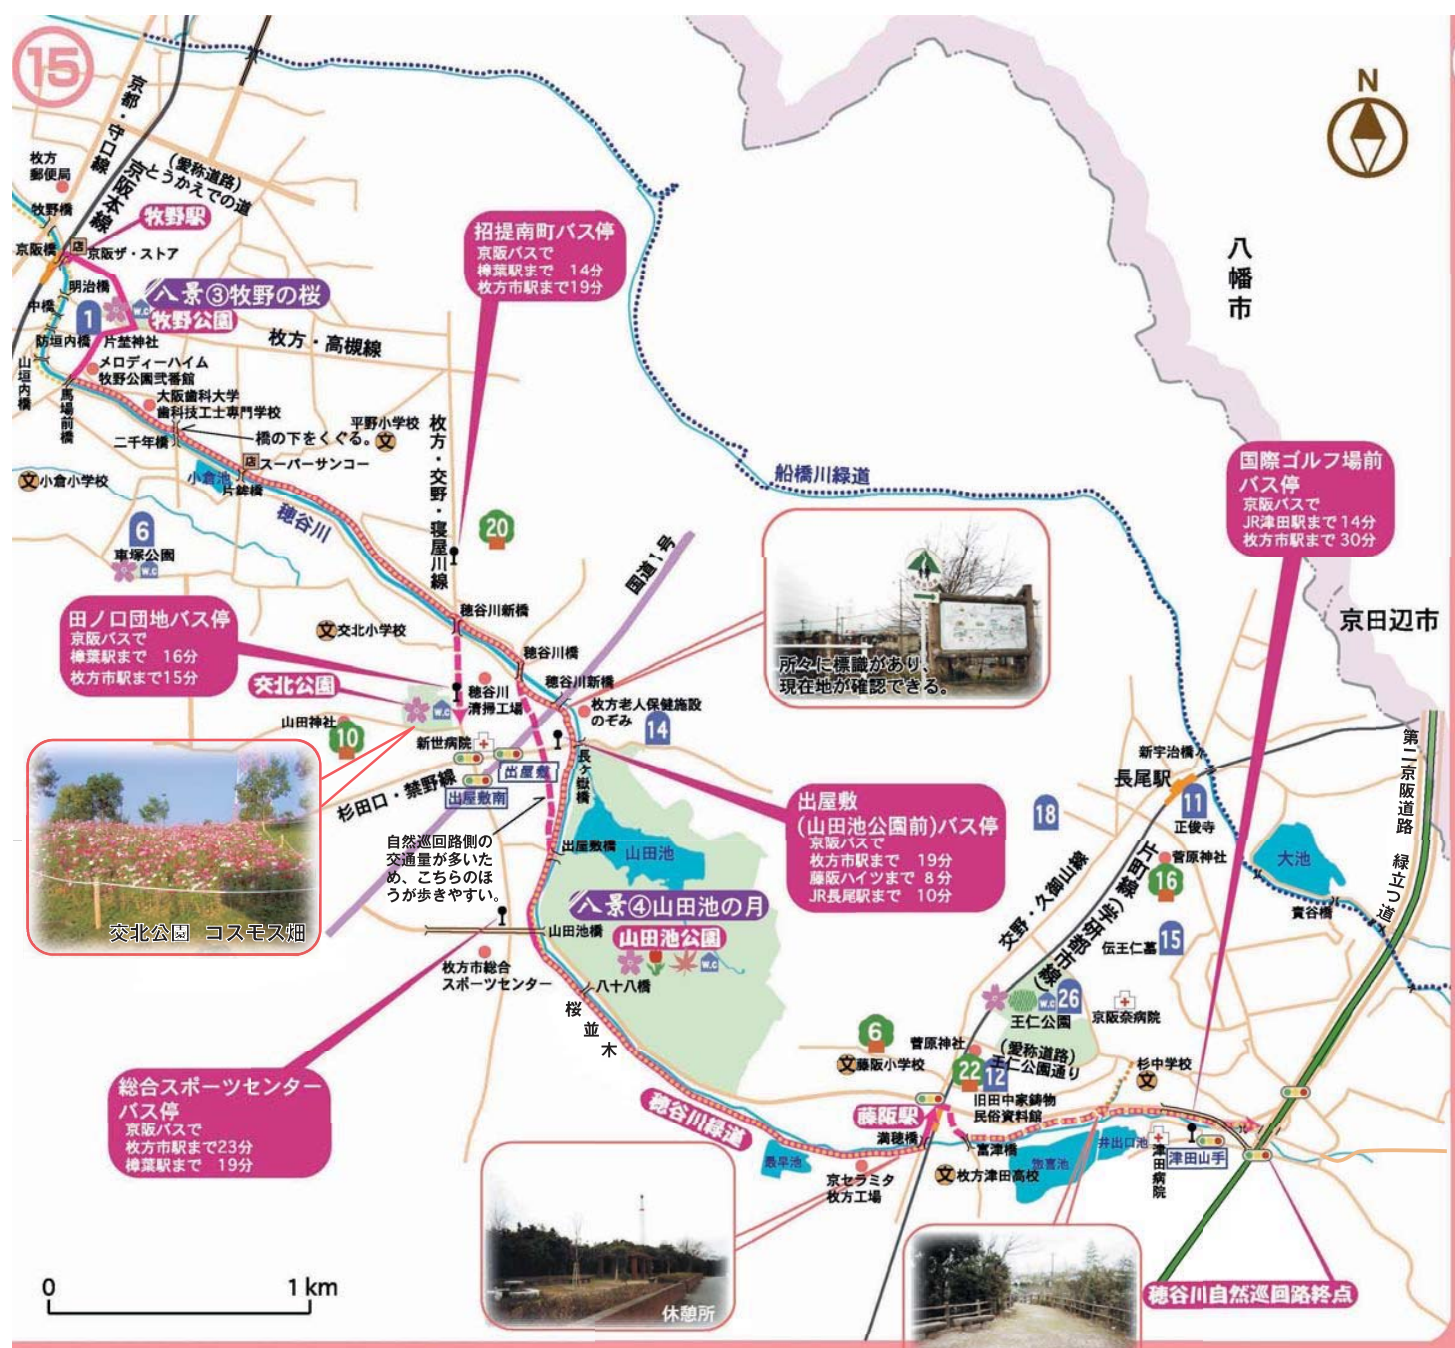 15
N
八幡市
京田辺市
京都・守口線
京阪本線
(愛称道路)
とうかえでの道
枚方
郵便局
牧野橋
牧野駅
京阪橋
店
京阪ザ・ストア
明治橋
中橋
1
W.C
八景③牧野の桜
牧野公園
防垣内橋
片埜神社
山垣内橋
メロディーハイム
牧野公園弐番館
馬場前橋
大阪歯科大学
歯科技工士専門学校
枚方・高槻線
二千年橋
橋の下をくぐる。
平野小学校
文
店
スーパーサンコー
文
小倉小学校
小倉池
片鉾橋
穂谷川
枚方・交野・寝屋川線
招提南町バス停
京阪バスで
樟葉駅まで 14分
枚方市駅まで19分
船橋川緑道
国際ゴルフ場前
バス停
京阪バスで
JR津田駅まで14分
枚方市駅まで30分
6
車塚公園
W.C
20
国道1号
田ノ口団地バス停
京阪バスで
樟葉駅まで 16分
枚方市駅まで15分
文
交北小学校
穂谷川新橋
穂谷川橋
穂谷川新橋
交北公園
W.C
穂谷川
清掃工場
枚方老人保健施設
のぞみ
14
所々に標識があり、
現在地が確認できる。
山田神社
10
新世病院
出屋敷
出屋敷南
杉田口・禁野線
長ヶ嶽橋
自然巡回路側の
交通量が多いた
め、こちらのほ
うが歩きやすい。
出屋敷橋
山田池
出屋敷
(山田池公園前)バス停
京阪バスで
枚方市駅まで 19分
藤阪ハイツまで 8分
JR長尾駅まで 10分
交北公園 コスモス畑
八景④山田池の月
山田池公園
W.C
山田池橋
枚方市総合
スポーツセンター
八十八橋
桜並木
新宇治橋
長尾駅
11
正俊寺
18
片町線(学研都市線)
菅原神社
16
大池
貴谷橋
第二京阪道路 緑立つ道
交野・久御山線
伝王仁墓
15
W.C
26
王仁公園
京阪奈病院
総合スポーツセンター
バス停
京阪バスで
枚方市駅まで23分
樟葉駅まで 19分
6
文
藤阪小学校
菅原神社
(愛称道路)
王仁公園通り
22
12
旧田中家鋳物
民俗資料館
杉中学校
文
藤阪駅
穂谷川緑道
満穂橋
富津橋
井出口池
津田病院
津田山手
京セラミタ
枚方工場
文
枚方津田高校
休憩所
穂谷川自然巡回路終点
0
1 km